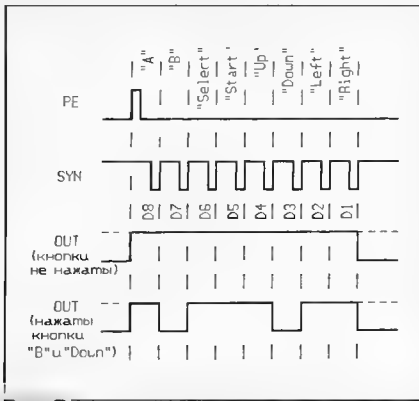 "A" "B" "Select" "Start" "Up" "Down" "Left" "Right"
PE
SYN
D8 D7 D6 D5 D4 D3 D2 D1
OUT
(кнопки
не нажаты)
OUT
(нажаты
кнопки
"B"и"Down")